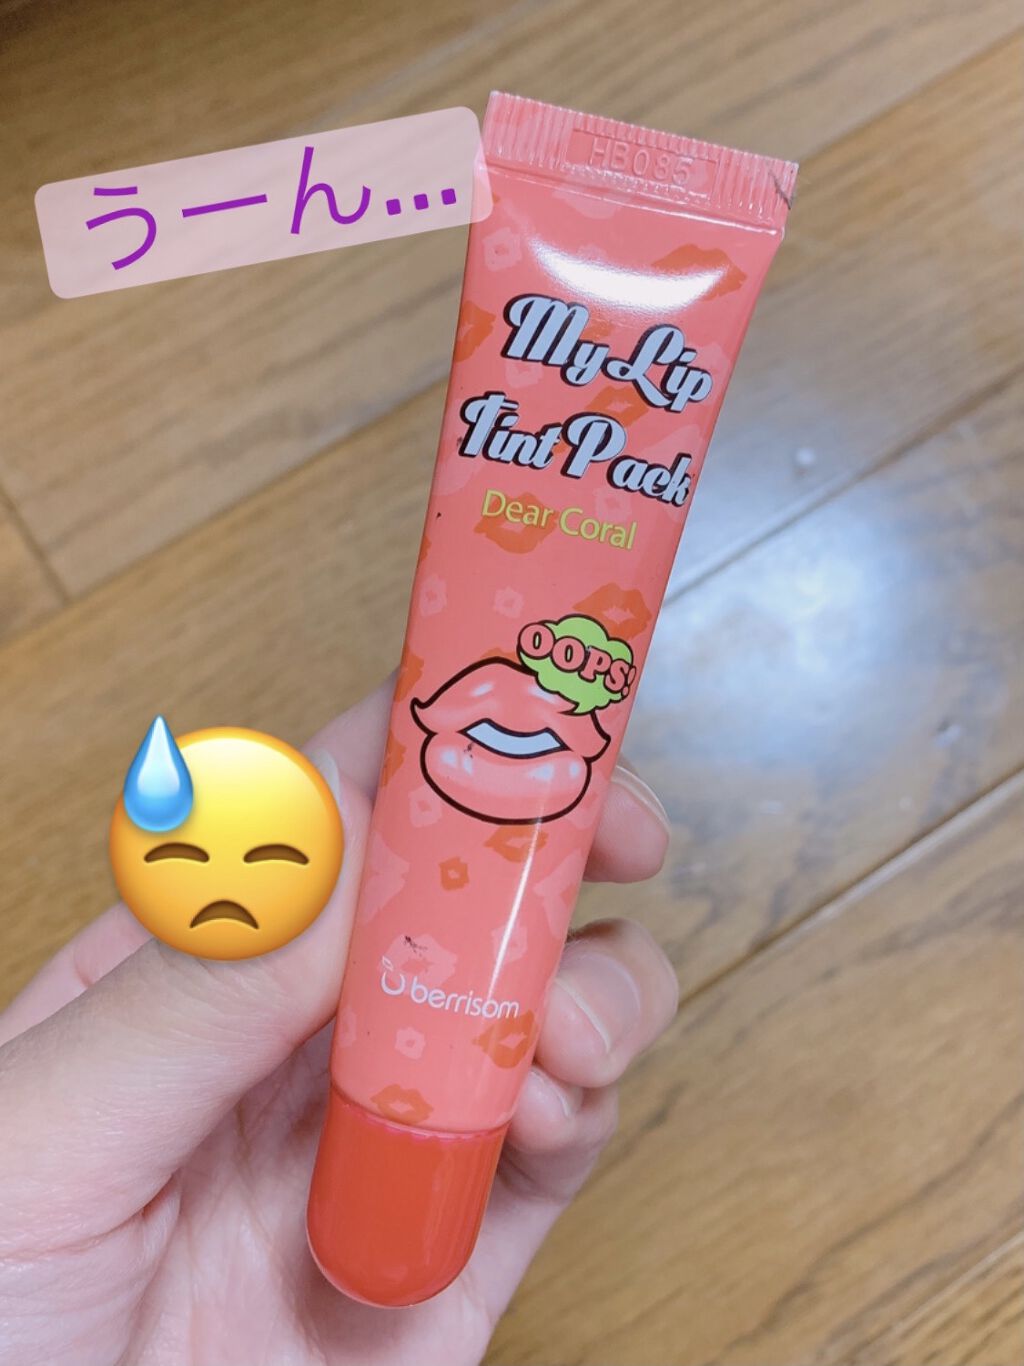 うーん...
HB085
My Lip
Tint Pack
Dear Coral
OOPS!
berrisom